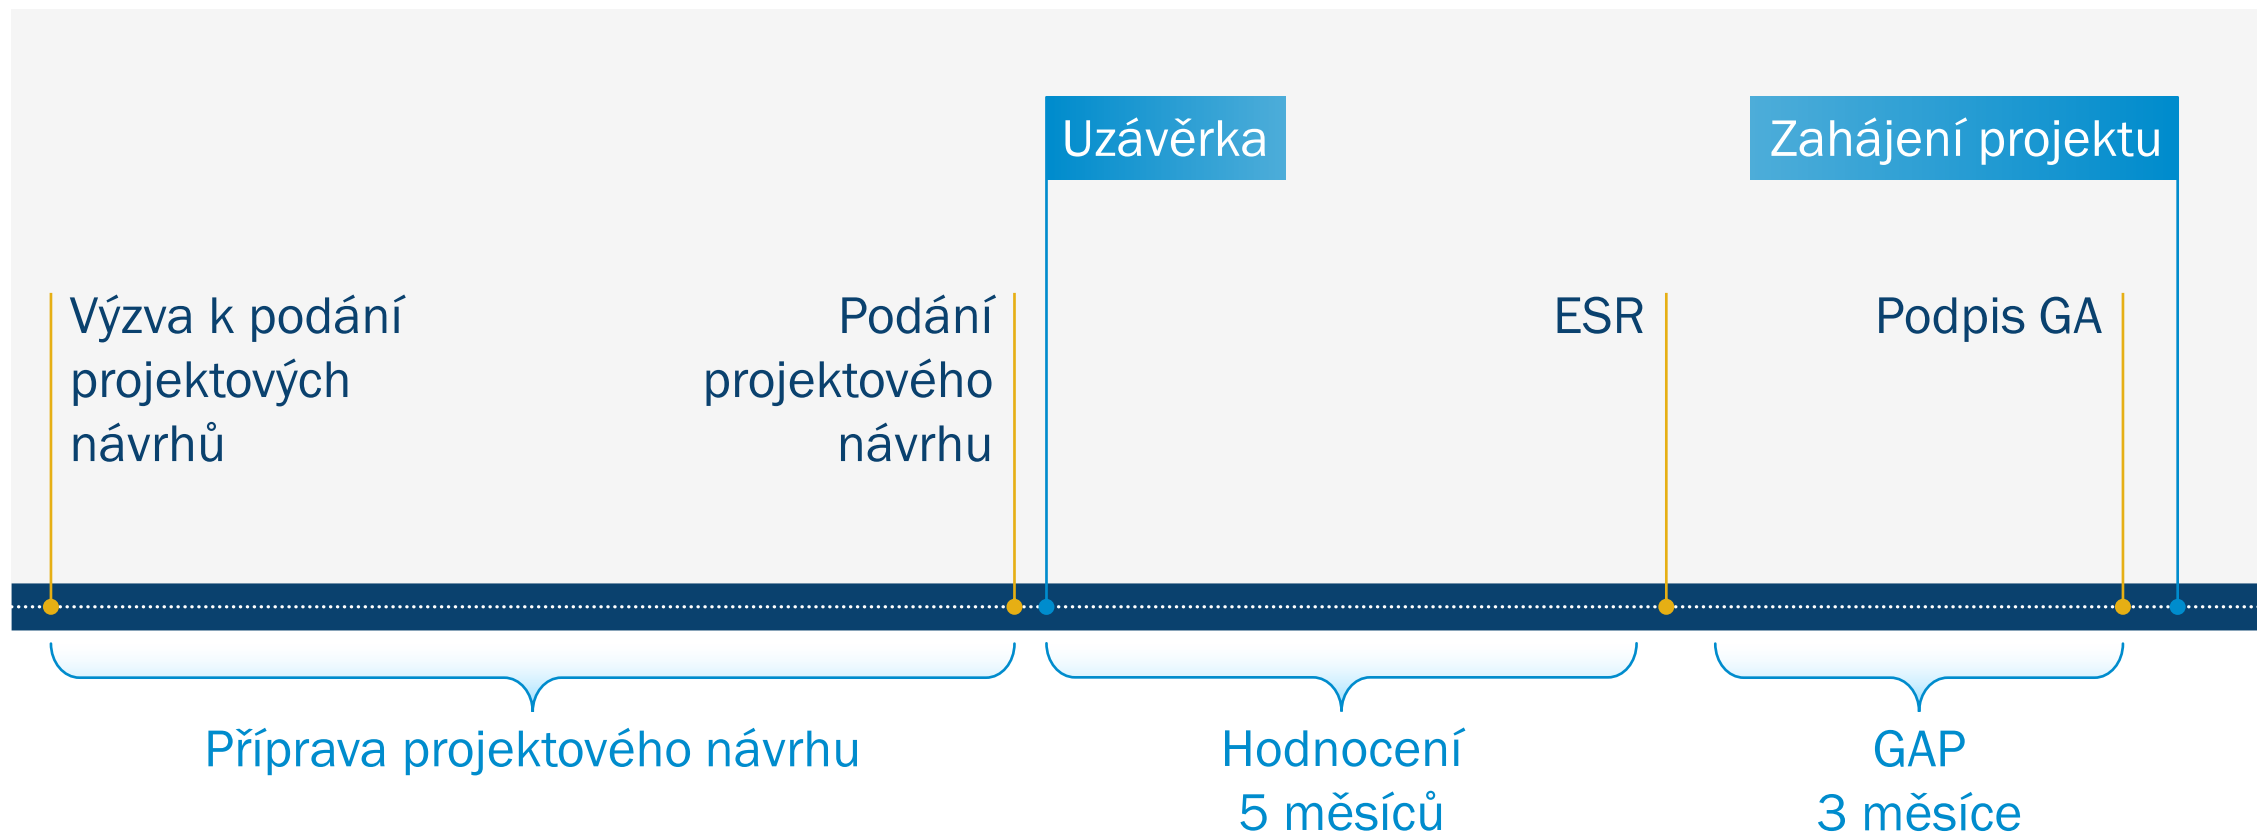 Uzávěrka
Zahájení projektu
Výzva k podání
projektových
návrhů
Podání
projektového
návrhu
ESR
Podpis GA
Příprava projektového návrhu
Hodnocení
5 měsíců
GAP
3 měsíce